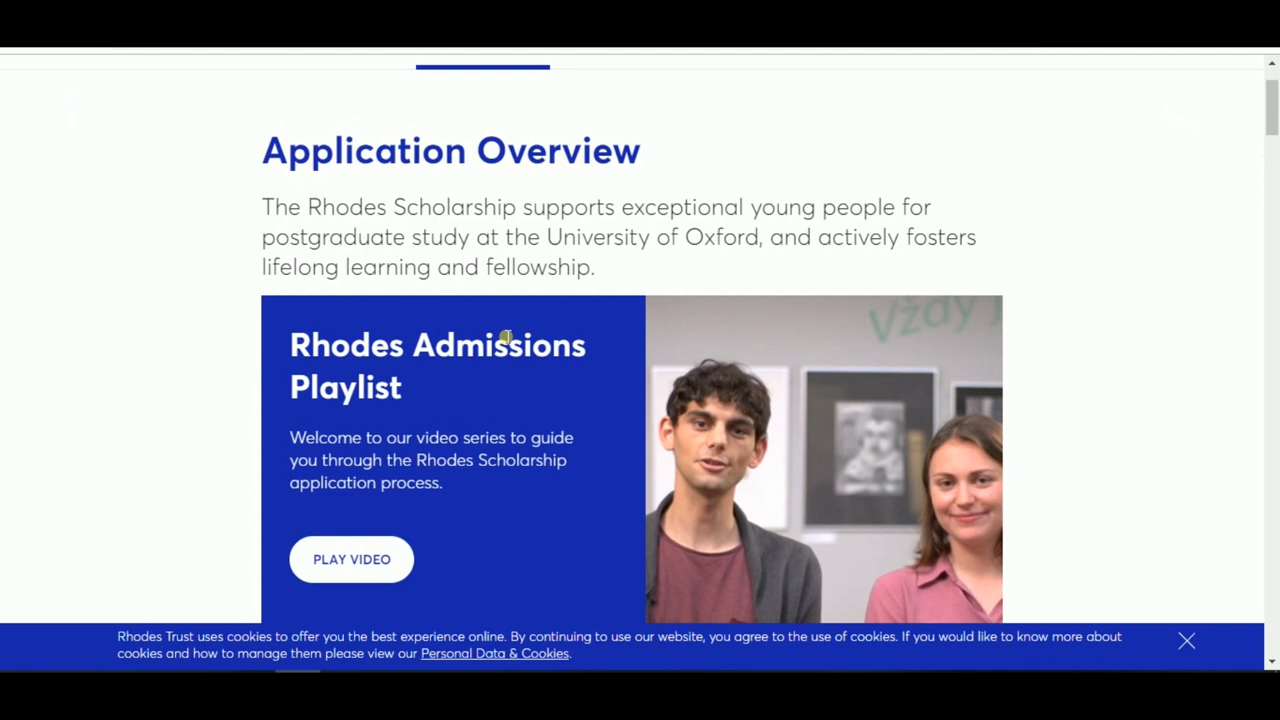 Application Overview
The Rhodes Scholarship supports exceptional young people for
postgraduate study at the University of Oxford, and actively fosters
lifelong learning and fellowship.
Rhodes Admissions
Playlist
Welcome to our video series to guide
you through the Rhodes Scholarship
application process.
PLAY VIDEO
Vždy
Rhodes Trust uses cookies to offer you the best experience online. By continuing to use our website, you agree to the use of cookies. If you would like to know more about
cookies and how to manage them please view our Personal Data & Cookies.